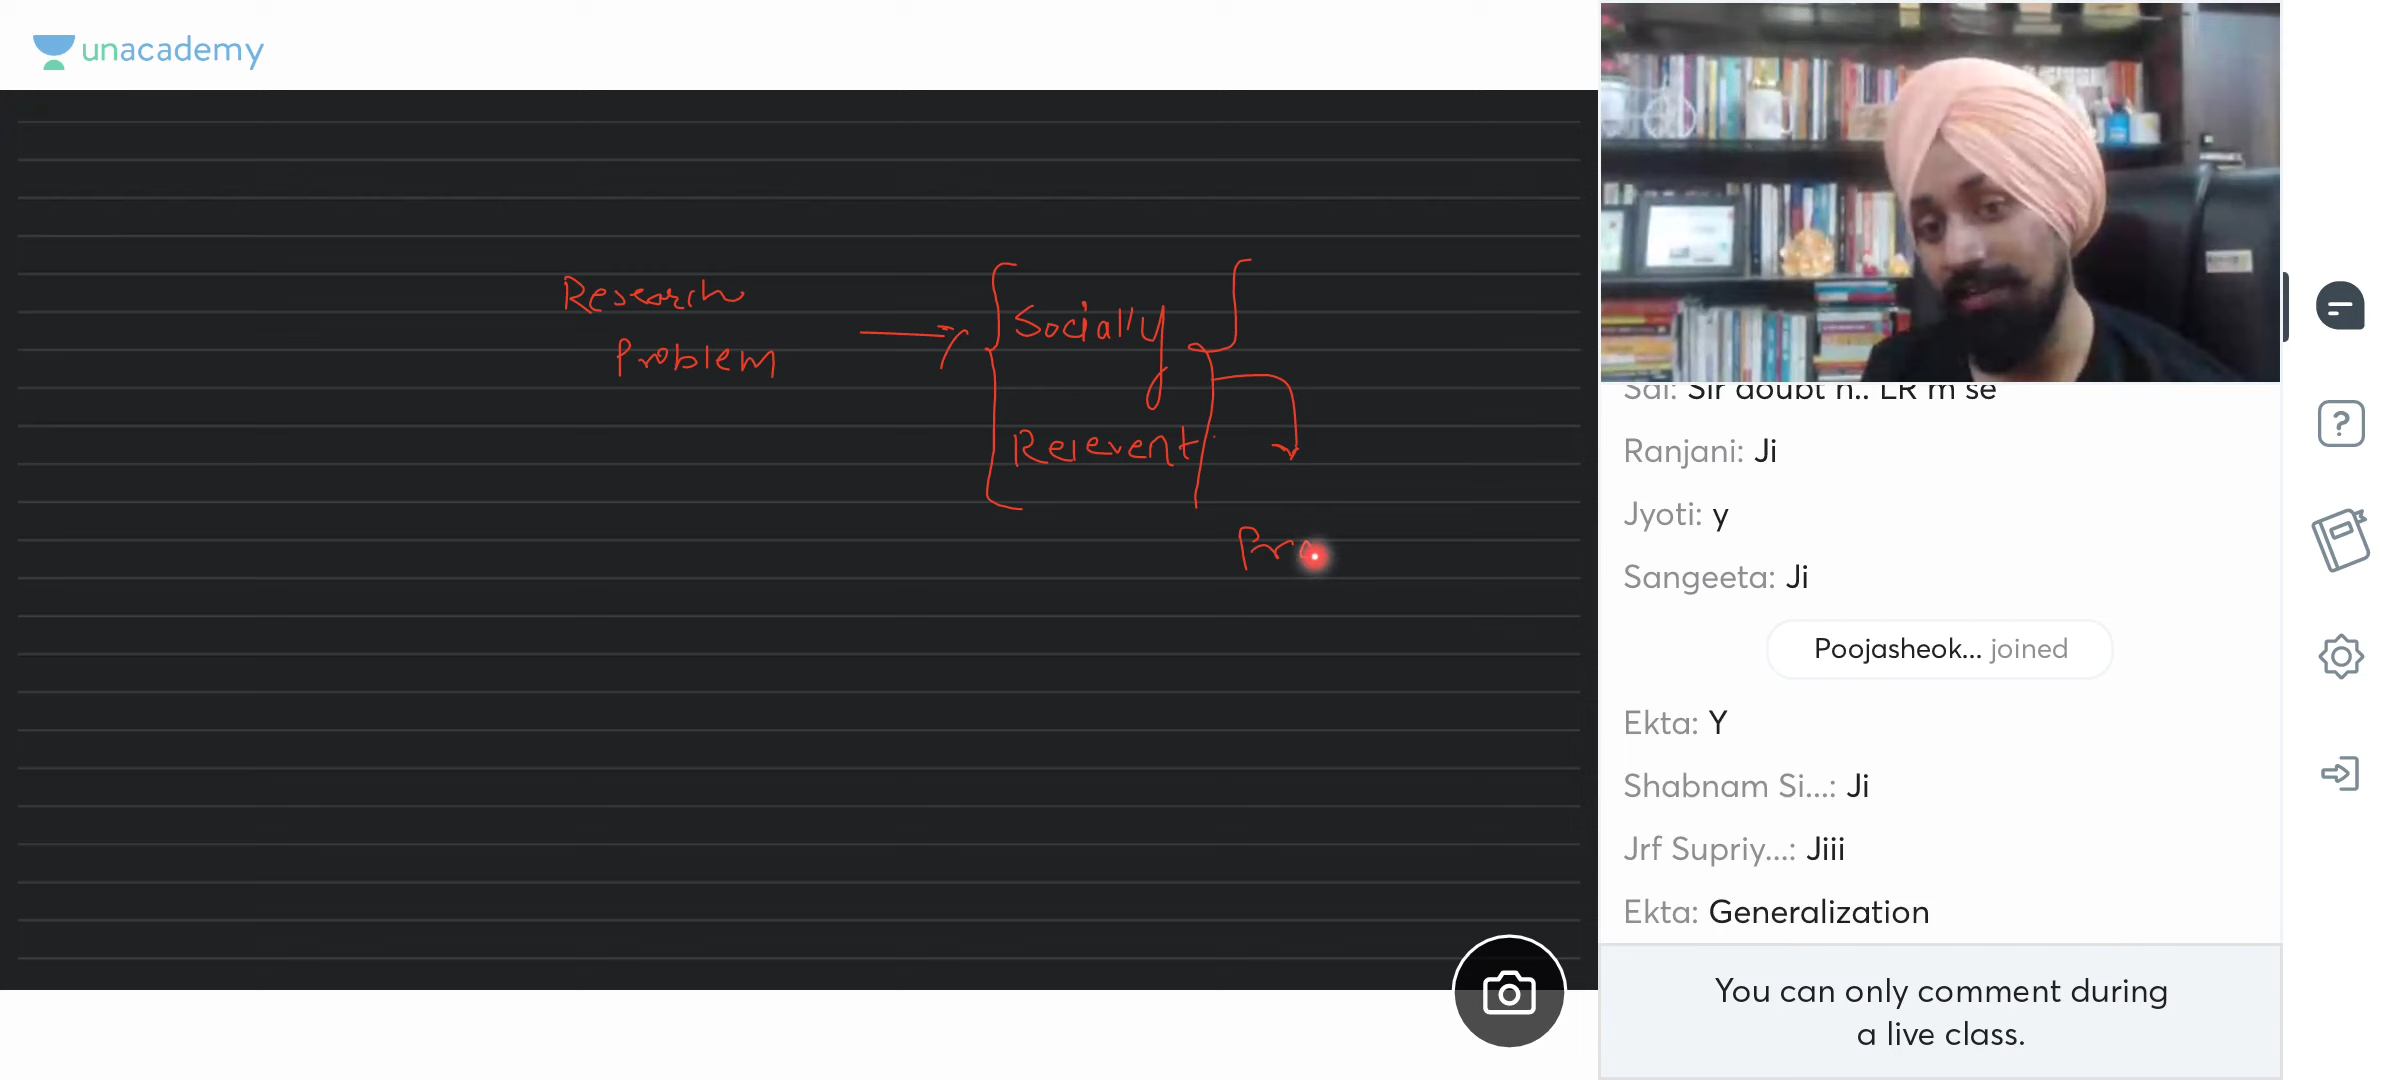 unacademy
Research
Problem
Socially
Relevent
Pro
Sai: Sir doubt h.. LR m se
Ranjani: Ji
Jyoti: y
Sangeeta: Ji
Poojasheok... joined
Ekta: Y
Shabnam Si...: Ji
Jrf Supriy...: Jiii
Ekta: Generalization
You can only comment during
a live class.